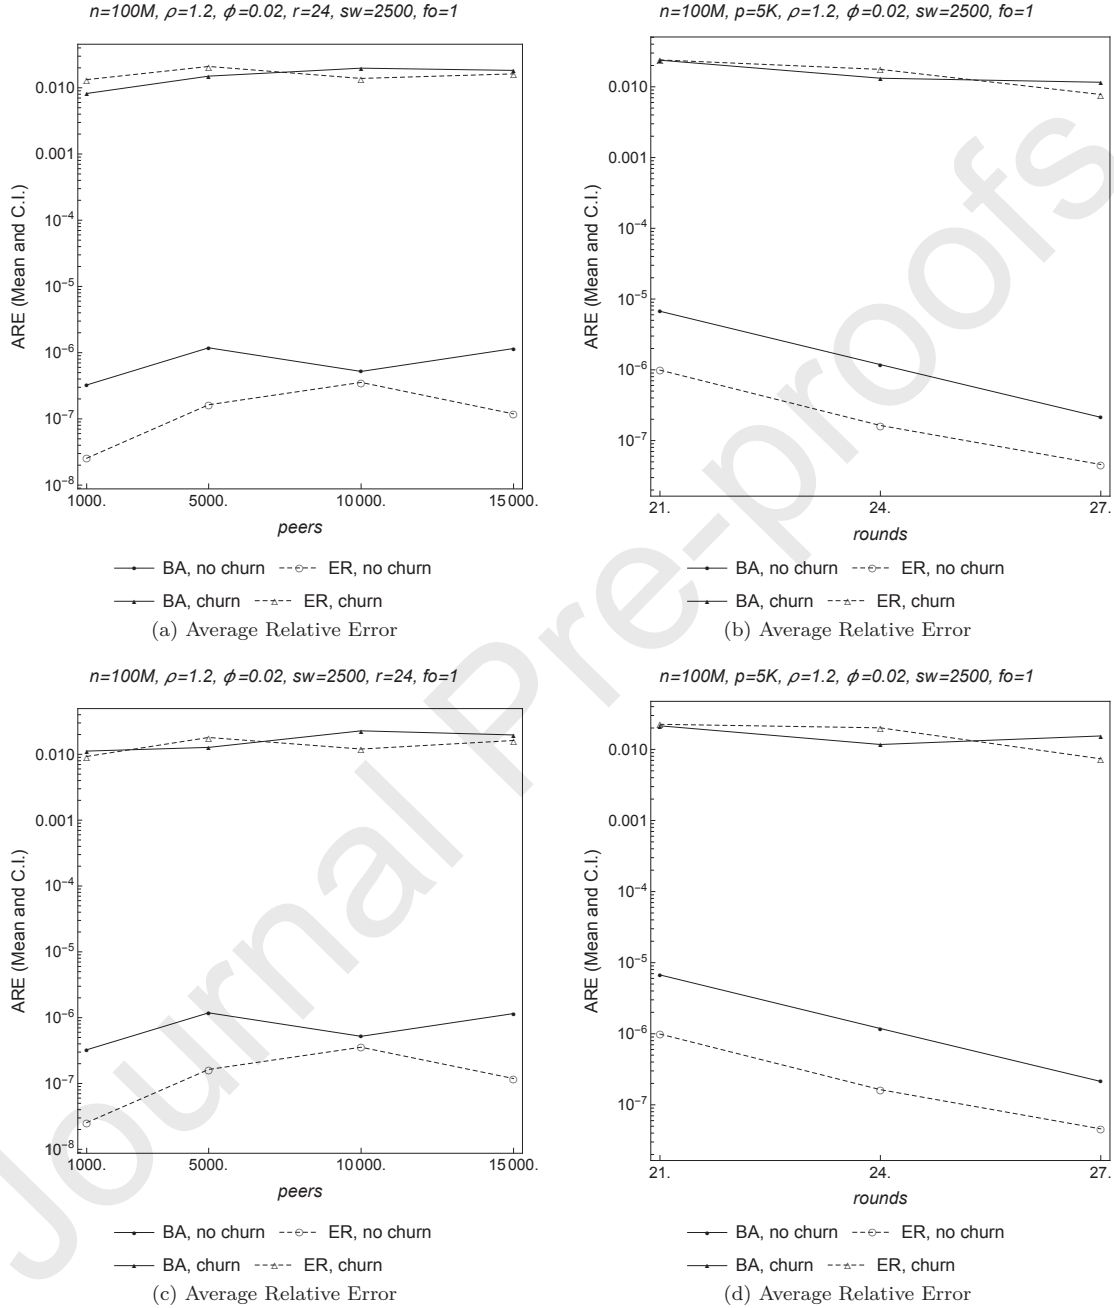 n=100M, ρ=1.2, ϕ=0.02, r=24, sw=2500, fo=1
ARE (Mean and C.I.)
0.010
0.001
10⁻⁴
10⁻⁵
10⁻⁶
10⁻⁷
10⁻⁸
1000. 5000. 10000. 15000.
peers
BA, no churn ER, no churn
BA, churn ER, churn
(a) Average Relative Error
n=100M, p=5K, ρ=1.2, ϕ=0.02, sw=2500, fo=1
ARE (Mean and C.I.)
0.010
0.001
10⁻⁴
10⁻⁵
10⁻⁶
10⁻⁷
21. 24. 27.
rounds
BA, no churn ER, no churn
BA, churn ER, churn
(b) Average Relative Error
n=100M, ρ=1.2, ϕ=0.02, sw=2500, r=24, fo=1
ARE (Mean and C.I.)
0.010
0.001
10⁻⁴
10⁻⁵
10⁻⁶
10⁻⁷
10⁻⁸
1000. 5000. 10000. 15000.
peers
BA, no churn ER, no churn
BA, churn ER, churn
(c) Average Relative Error
n=100M, p=5K, ρ=1.2, ϕ=0.02, sw=2500, fo=1
ARE (Mean and C.I.)
0.010
0.001
10⁻⁴
10⁻⁵
10⁻⁶
10⁻⁷
21. 24. 27.
rounds
BA, no churn ER, no churn
BA, churn ER, churn
(d) Average Relative Error
Journal Pre-proofs